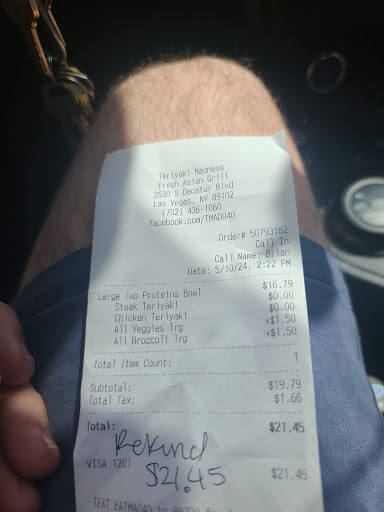 Teriyaki Madness
Fresh Asian Grill
2530 S Decatur Blvd
Las Vegas, NV 89102
(702) 436-1060
facebook.com/TMAD040
Order# 50793162
Call In
Call Name: Brian
Date: 5/10/24, 2:22 PM
Large Two Proteins Bowl $16.79
Steak Teriyaki $0.00
Chicken Teriyaki $0.00
All Veggies lrg +$1.50
All Broccoli lrg +$1.50
Total Item Count: 1
Subtotal: $19.79
Total Tax: $1.66
Total: $21.45
Refund
VISA 1201 $21.45
$21.45
TEXT EATMAD40 to